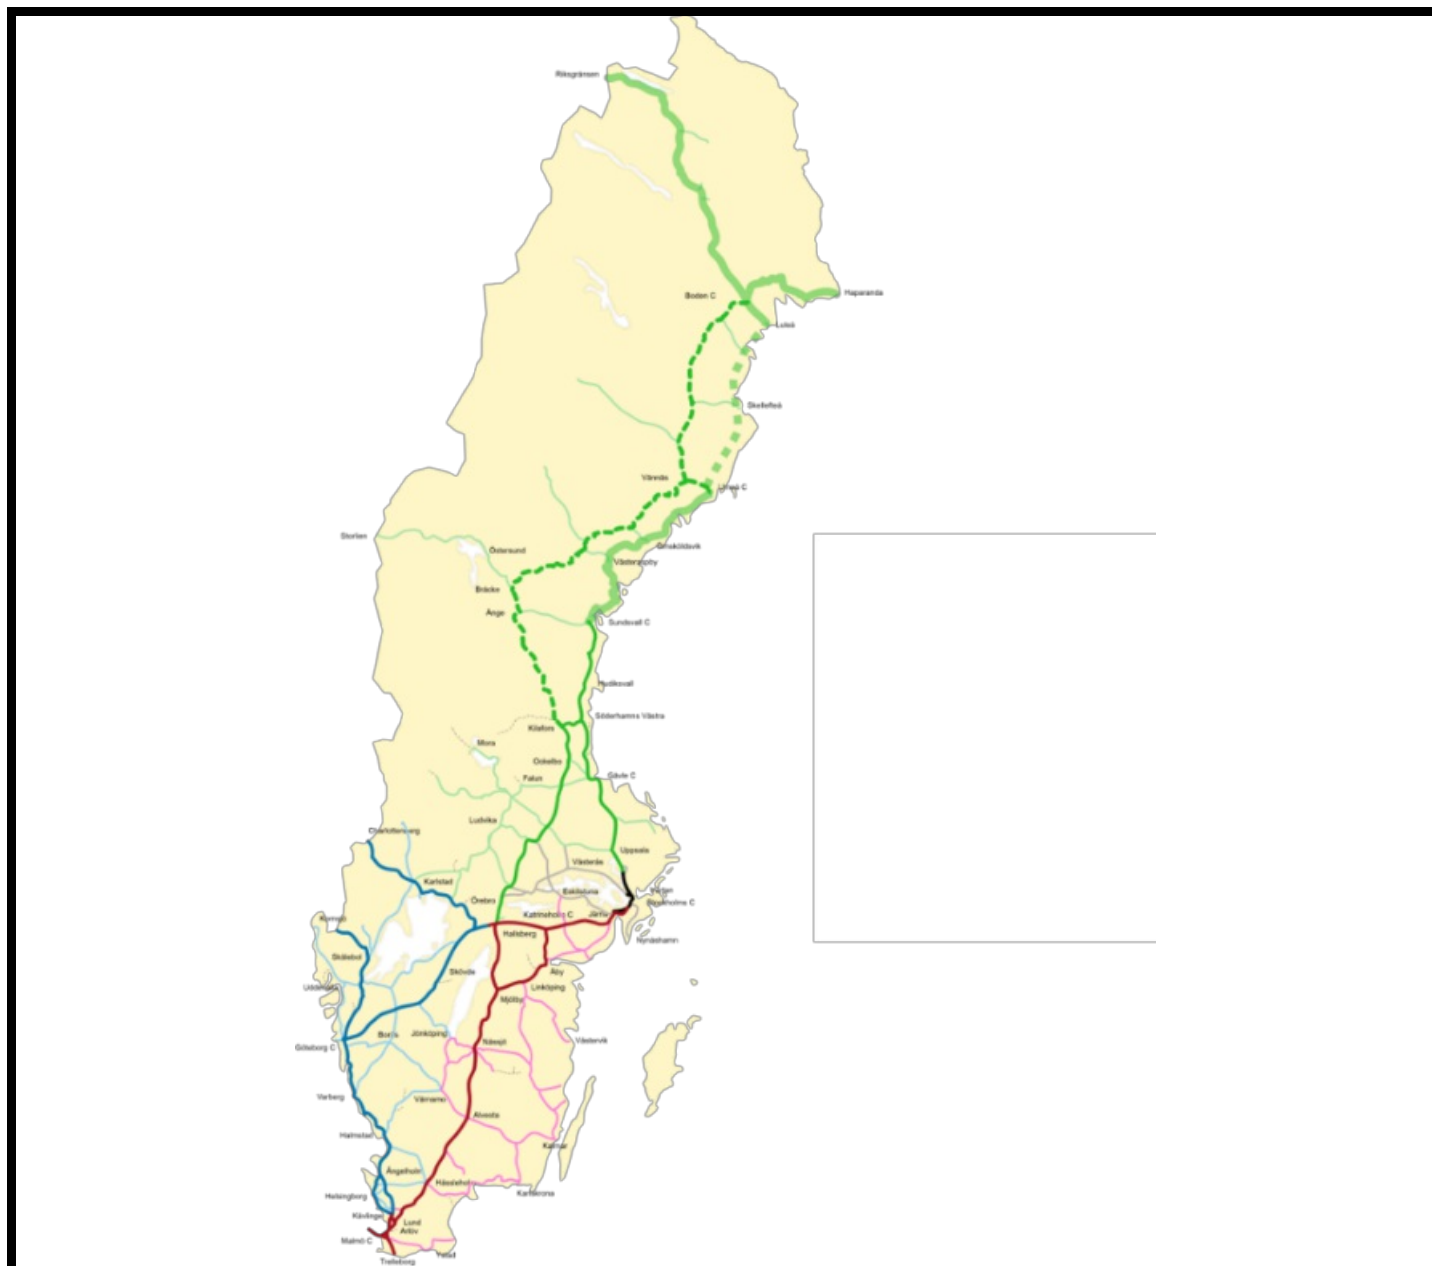 Riksgränsen
Boden C
Haparanda
Luleå
Skellefteå
Vännäs
Umeå C
Storlien
Östersund
Örnsköldsvik
Västeraspby
Bräcke
Ånge
Sundsvall C
Hudiksvall
Söderhamns Västra
Kilafors
Mora
Ockelbo
Falun
Gävle C
Ludvika
Charlottenberg
Uppsala
Västerås
Karlstad
Eskilstuna
Örebro
Stockholms C
Katrineholm C
Järna
Kornsjö
Hallsberg
Nynäshamn
Skälebol
Skövde
Åby
Uddevalla
Linköping
Mjölby
Borås
Jönköping
Göteborg C
Nässjö
Västervik
Varberg
Värnamo
Alvesta
Halmstad
Kalmar
Ängelholm
Hässleholm
Helsingborg
Karlskrona
Kävlinge
Lund
Arlöv
Malmö C
Ystad
Trelleborg